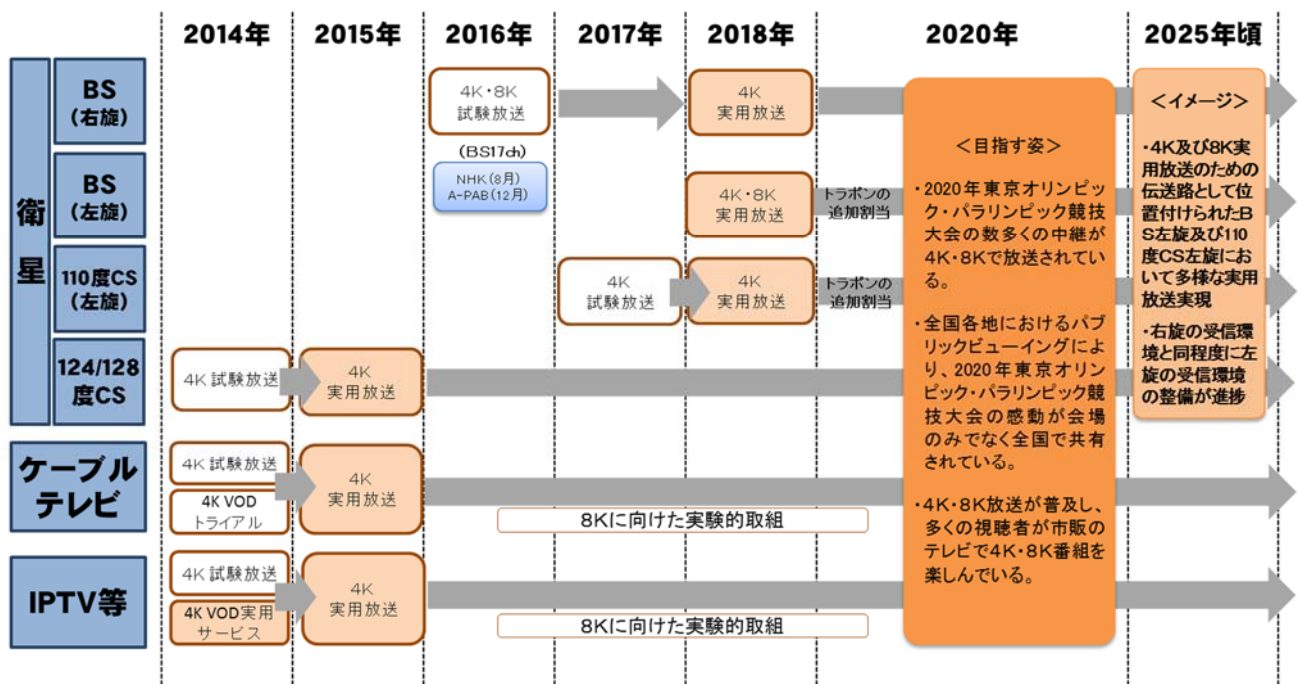 2014年
2015年
2016年
2017年
2018年
2020年
2025年頃
衛
星
BS
(右旋)
4K・8K
試験放送
(BS17ch)
NHK(8月)
A-PAB(12月)
4K
実用放送
BS
(左旋)
4K・8K
実用放送
トラポンの
追加割当
110度CS
(左旋)
4K
試験放送
4K
実用放送
トラポンの
追加割当
124/128
度CS
4K 試験放送
4K
実用放送
ケーブル
テレビ
4K 試験放送
4K VOD
トライアル
4K
実用放送
8Kに向けた実験的取組
IPTV等
4K 試験放送
4K VOD実用
サービス
4K
実用放送
8Kに向けた実験的取組
＜目指す姿＞
・2020年東京オリンピッ
ク・パラリンピック競技
大会の数多くの中継が
4K・8Kで放送されてい
る。
・全国各地におけるパブ
リックビューイングによ
り、2020年東京オリン
ピック・パラリンピック競
技大会の感動が会場
のみでなく全国で共有
されている。
・4K・8K放送が普及し、
多くの視聴者が市販の
テレビで4K・8K番組を
楽しんでいる。
＜イメージ＞
・4K及び8K実
用放送のための
伝送路として位
置付けられたB
S左旋及び110
度CS左旋にお
いて多様な実用
放送実現
・右旋の受信環
境と同程度に左
旋の受信環境
の整備が進捗